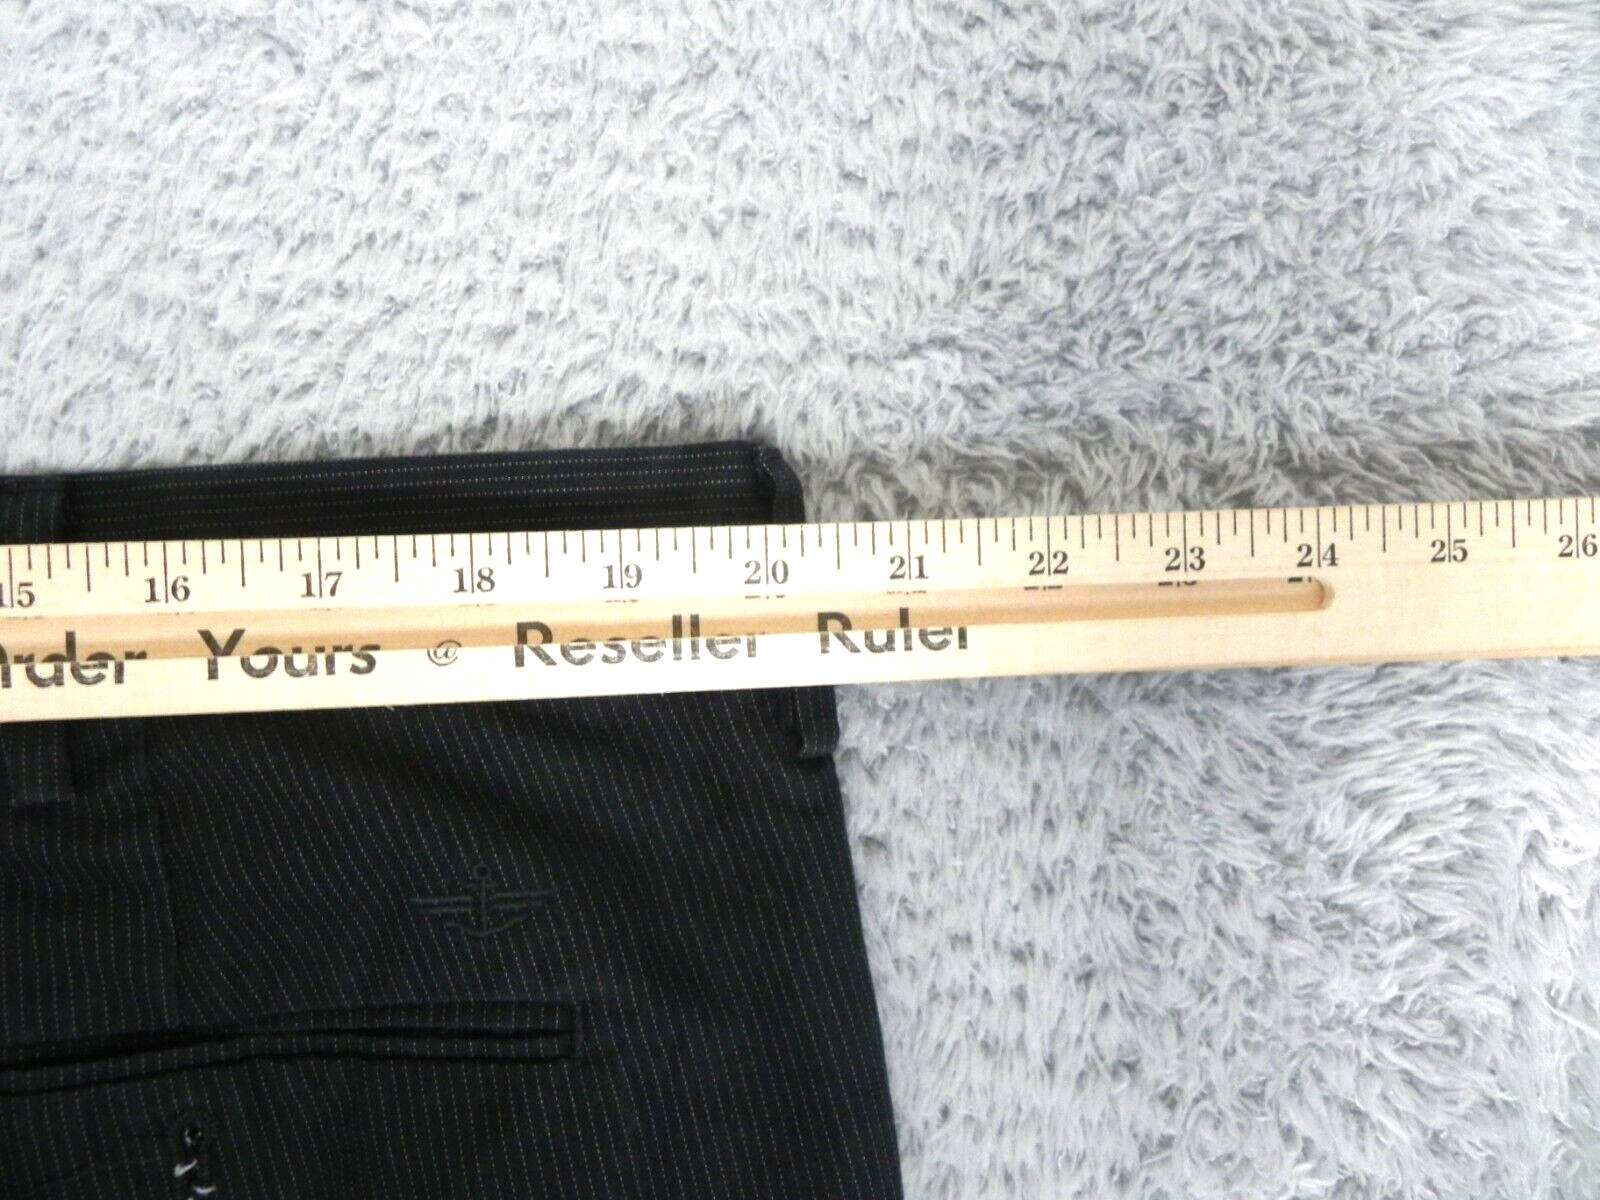 15 16 17 18 19 20 21 22 23 24 25 26
Order Yours @ Reseller Ruler